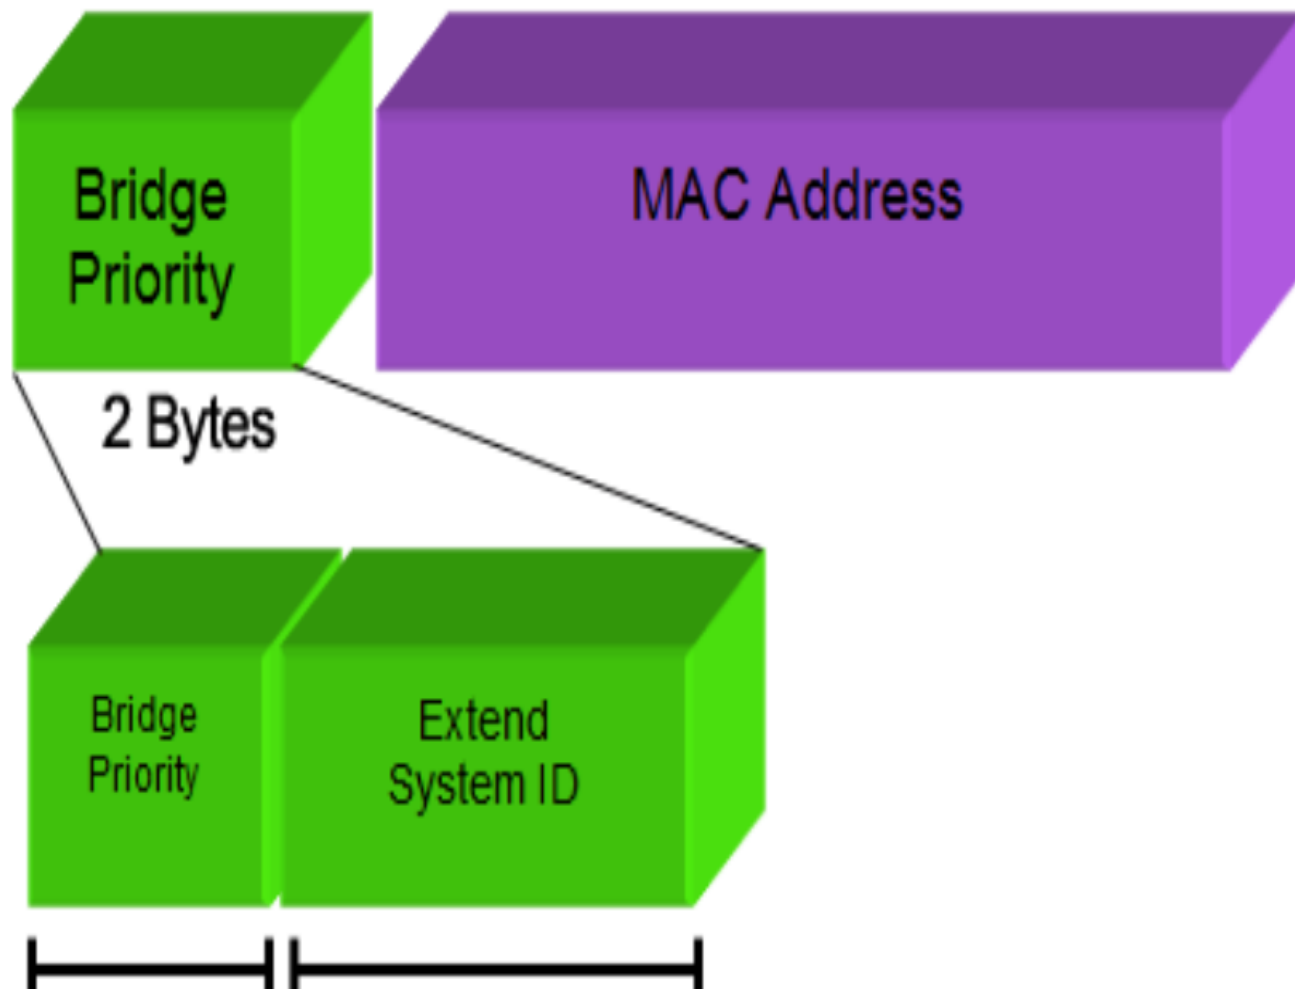 Bridge
Priority
MAC Address
2 Bytes
Bridge
Priority
Extend
System ID